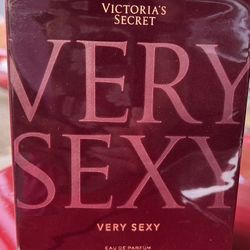 VICTORIA'S
SECRET
VERY
SEXY
VERY SEXY
EAU DE PARFUM